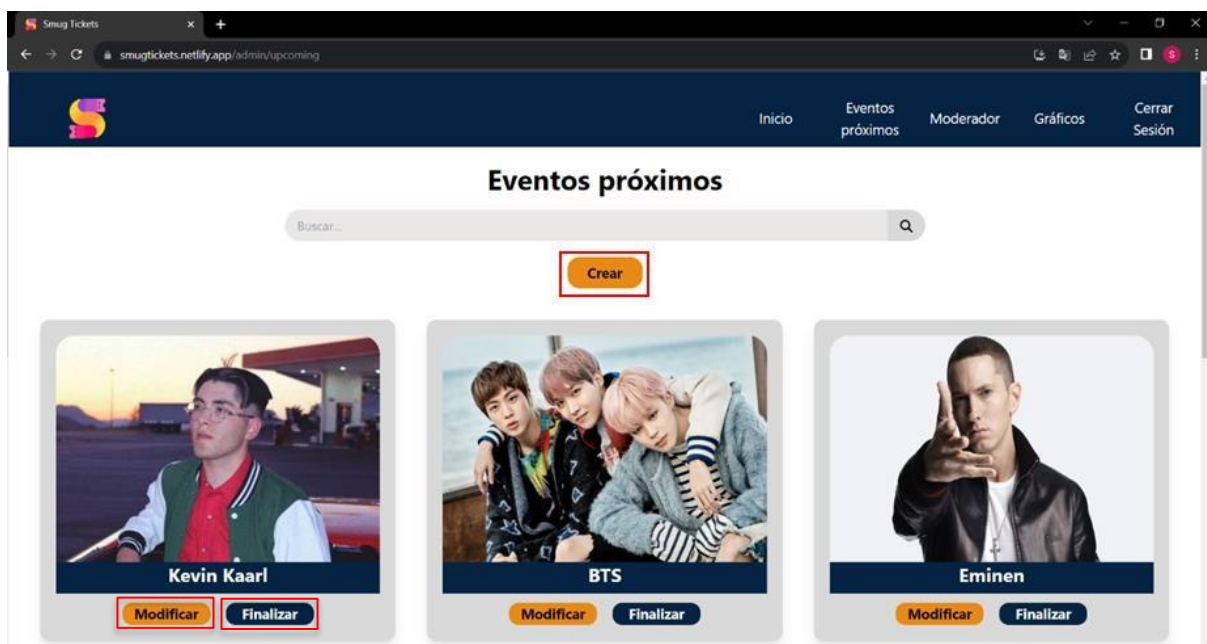 Smug Tickets
smugtickets.netlify.app/admin/upcoming
S
Inicio
Eventos próximos
Moderador
Gráficos
Cerrar Sesión
Eventos próximos
Buscar...
Crear
Kevin Kaarl
Modificar Finalizar
BTS
Modificar Finalizar
Eminen
Modificar Finalizar